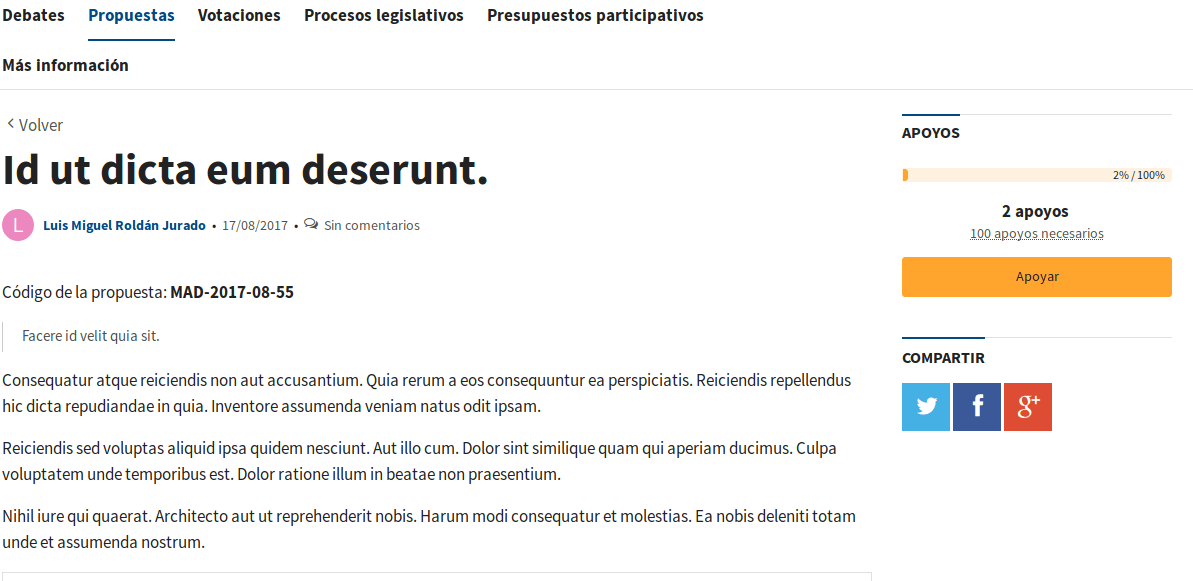 Debates Propuestas Votaciones Procesos legislativos Presupuestos participativos
Más información
Volver
Id ut dicta eum deserunt.
L Luis Miguel Roldán Jurado • 17/08/2017 • Sin comentarios
Código de la propuesta: MAD-2017-08-55
Facere id velit quia sit.
Consequatur atque reiciendis non aut accusantium. Quia rerum a eos consequuntur ea perspiciatis. Reiciendis repellendus
hic dicta repudiandae in quia. Inventore assumenda veniam natus odit ipsam.
Reiciendis sed voluptas aliquid ipsa quidem nesciunt. Aut illo cum. Dolor sint similique quam qui aperiam ducimus. Culpa
voluptatem unde temporibus est. Dolor ratione illum in beatae non praesentium.
Nihil iure qui quaerat. Architecto aut ut reprehenderit nobis. Harum modi consequatur et molestias. Ea nobis deleniti totam
unde et assumenda nostrum.
APOYOS
2% / 100%
2 apoyos
100 apoyos necesarios
Apoyar
COMPARTIR
f g+